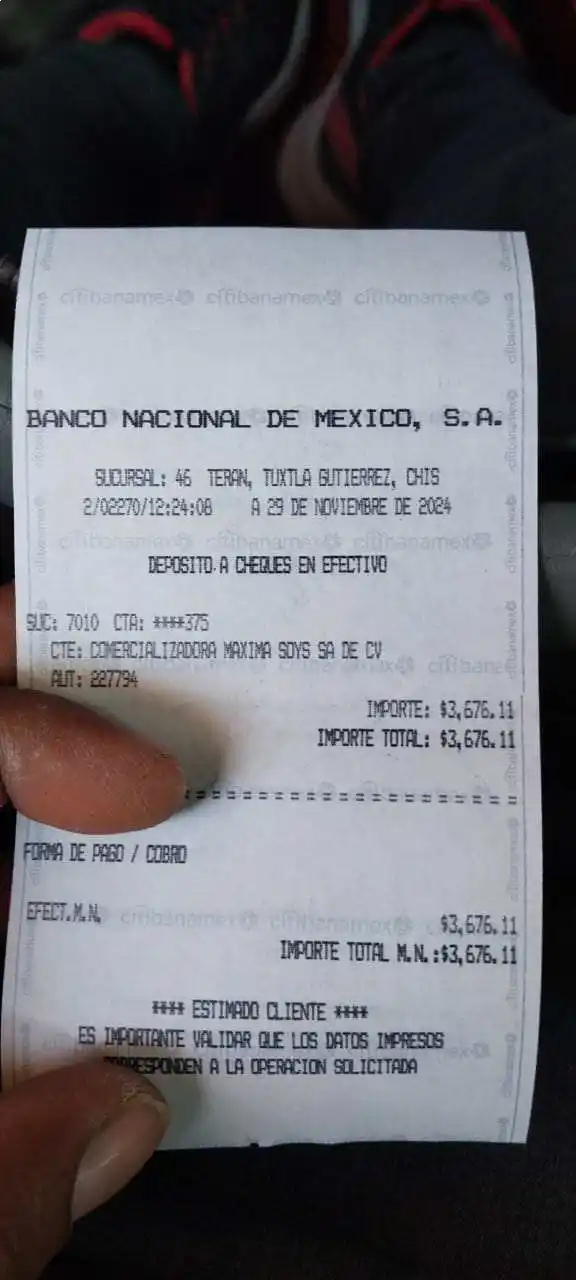 citibanamex citibanamex citibanamex
BANCO NACIONAL DE MEXICO, S.A.
SUCURSAL: 46 TERAN, TUXTLA GUTIERREZ, CHIS
2/02270/12:24:08 A 29 DE NOVIEMBRE DE 2024
DEPOSITO A CHEQUES EN EFECTIVO
SUC: 7010 CTA: ****375
CTE: COMERCIALIZADORA MAXIMA SOYS SA DE CV
AUT: 227794
IMPORTE: $3,676.11
IMPORTE TOTAL: $3,676.11
FORMA DE PAGO / COBRO
EFECT.M.N. $3,676.11
IMPORTE TOTAL M.N.:$3,676.11
**** ESTIMADO CLIENTE ****
ES IMPORTANTE VALIDAR QUE LOS DATOS IMPRESOS
CORRESPONDEN A LA OPERACION SOLICITADA